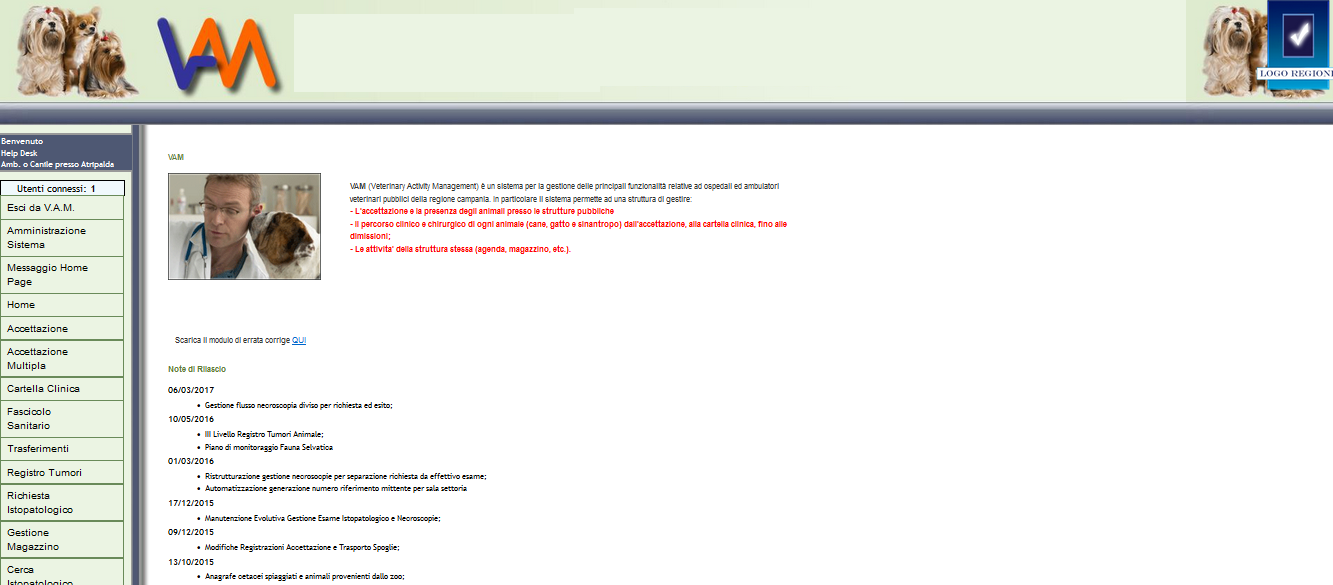 VAM
LOGO REGION
Benvenuto
Help Desk
Amb. o Canile presso Atripalda
Utenti connessi: 1
Esci da V.A.M.
Amministrazione
Sistema
Messaggio Home
Page
Home
Accettazione
Accettazione
Multipla
Cartella Clinica
Fascicolo
Sanitario
Trasferimenti
Registro Tumori
Richiesta
Istopatologico
Gestione
Magazzino
Cerca
Istopatologico
VAM
VAM (Veterinary Activity Management) è un sistema per la gestione delle principali funzionalità relative ad ospedali ed ambulatori
veterinari pubblici della regione campania. In particolare il sistema permette ad una struttura di gestire:
- L'accettazione e la presenza degli animali presso le strutture pubbliche
- Il percorso clinico e chirurgico di ogni animale (cane, gatto e sinantropo) dall'accettazione, alla cartella clinica, fino alle
dimissioni;
- Le attivita' della struttura stessa (agenda, magazzino, etc.).
Scarica il modulo di errata corrige QUI
Note di Rilascio
06/03/2017
• Gestione flusso necroscopia diviso per richiesta ed esito;
10/05/2016
• III Livello Registro Tumori Animale;
• Piano di monitoraggio Fauna Selvatica
01/03/2016
• Ristrutturazione gestione necrosocpie per separazione richiesta da effettivo esame;
• Automatizzazione generazione numero riferimento mittente per sala settoria
17/12/2015
• Manutenzione Evolutiva Gestione Esame Istopatologico e Necroscopie;
09/12/2015
• Modifiche Registrazioni Accettazione e Trasporto Spoglie;
13/10/2015
• Anagrafe cetacei spiaggiati e animali provenienti dallo zoo;